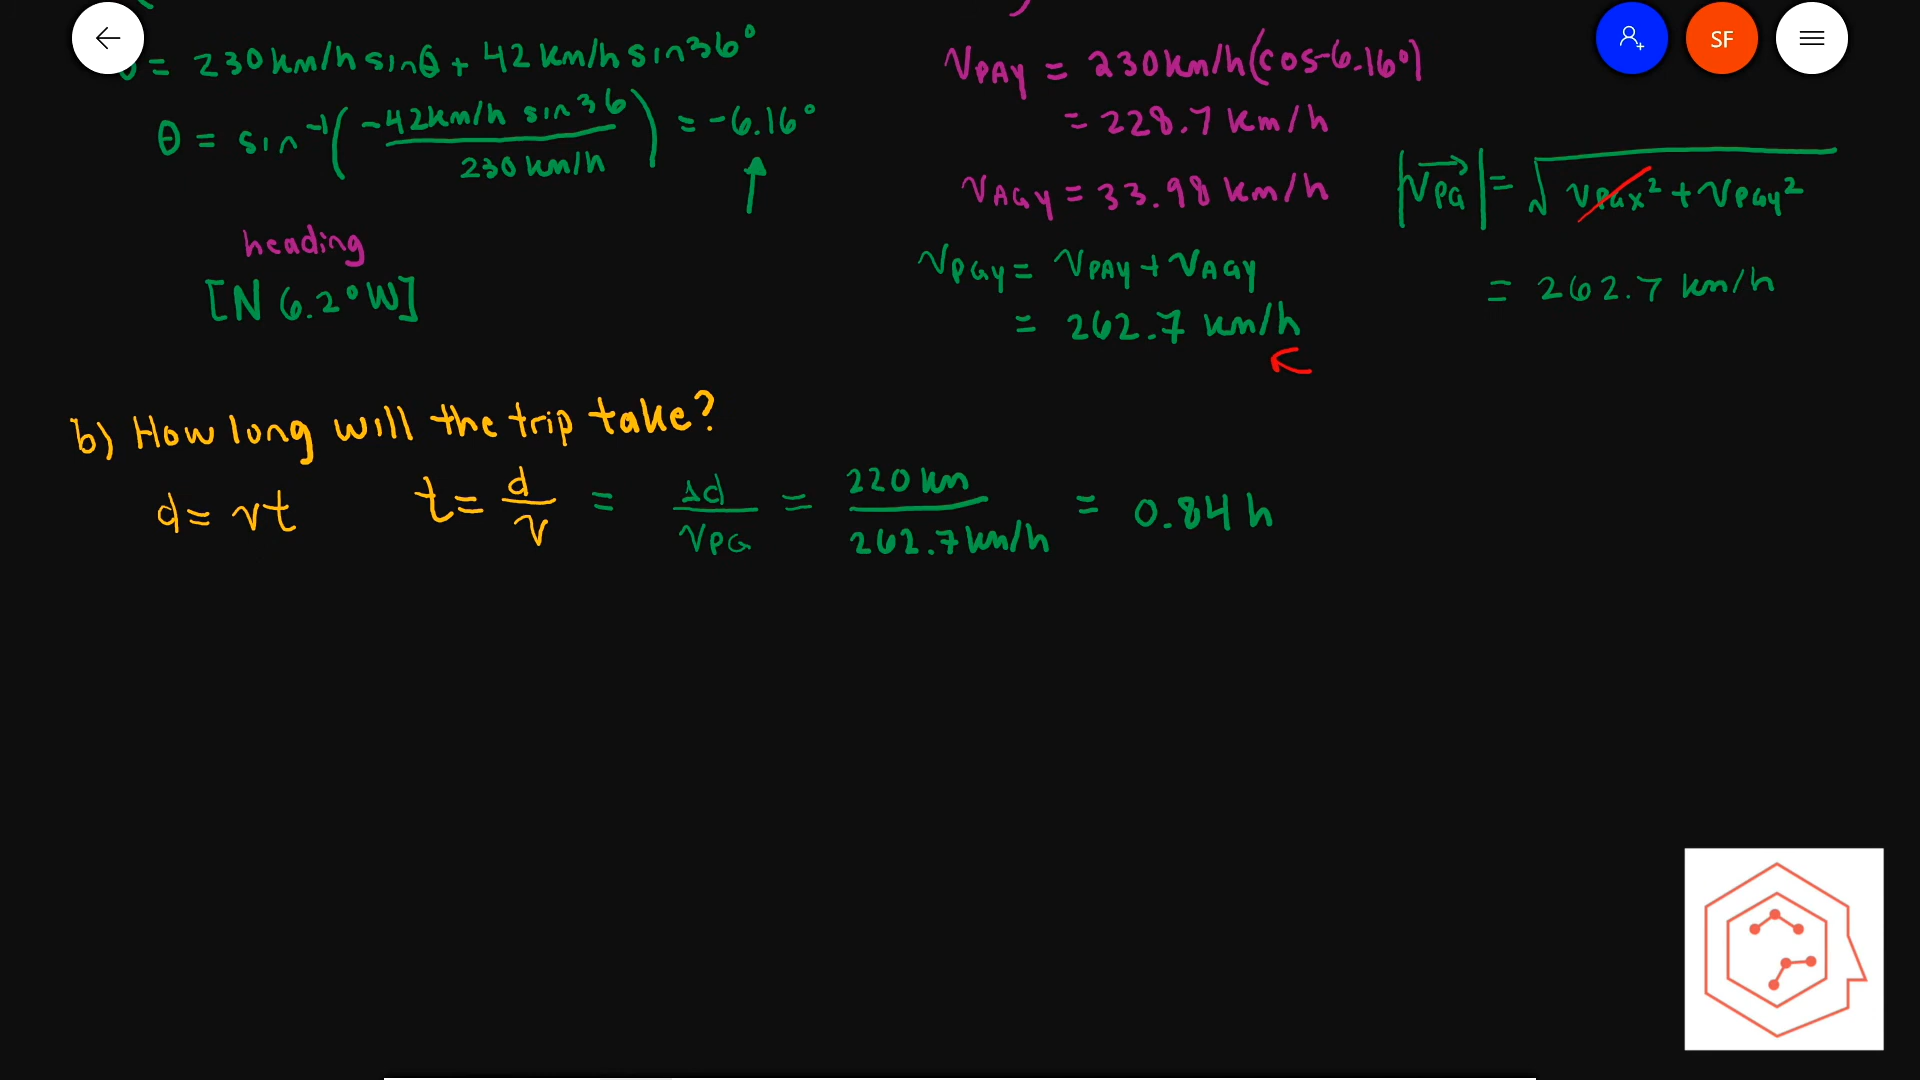 = 230 km/h sinθ + 42 km/h sin36°
θ = sin⁻¹(-42km/h sin 36 / 230 km/h) = -6.16°
heading
[N 6.2° W]
VPAy = 230km/h(cos-6.16°)
= 228.7 km/h
VAGy = 33.98 km/h
VPGy = VPAy + VAGy
= 262.7 km/h
|VPG| = √VPGx² + VPGy²
= 262.7 km/h
b) How long will the trip take?
d = vt t = d/v = Δd/VPG = 220 km/262.7 km/h = 0.84 h
SF